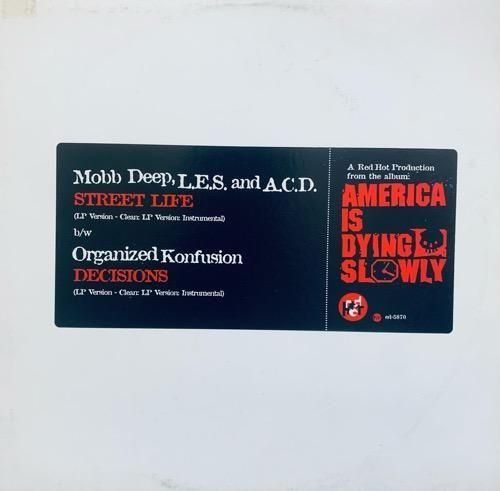 Mobb Deep, L.E.S. and A.C.D.
STREET LIFE
(LP Version - Clean: LP Version: Instrumental)
b/w
Organized Konfusion
DECISIONS
(LP Version - Clean: LP Version: Instrumental)
A Red Hot Production
from the album:
AMERICA
IS
DYING
SLOWLY
ed-5870